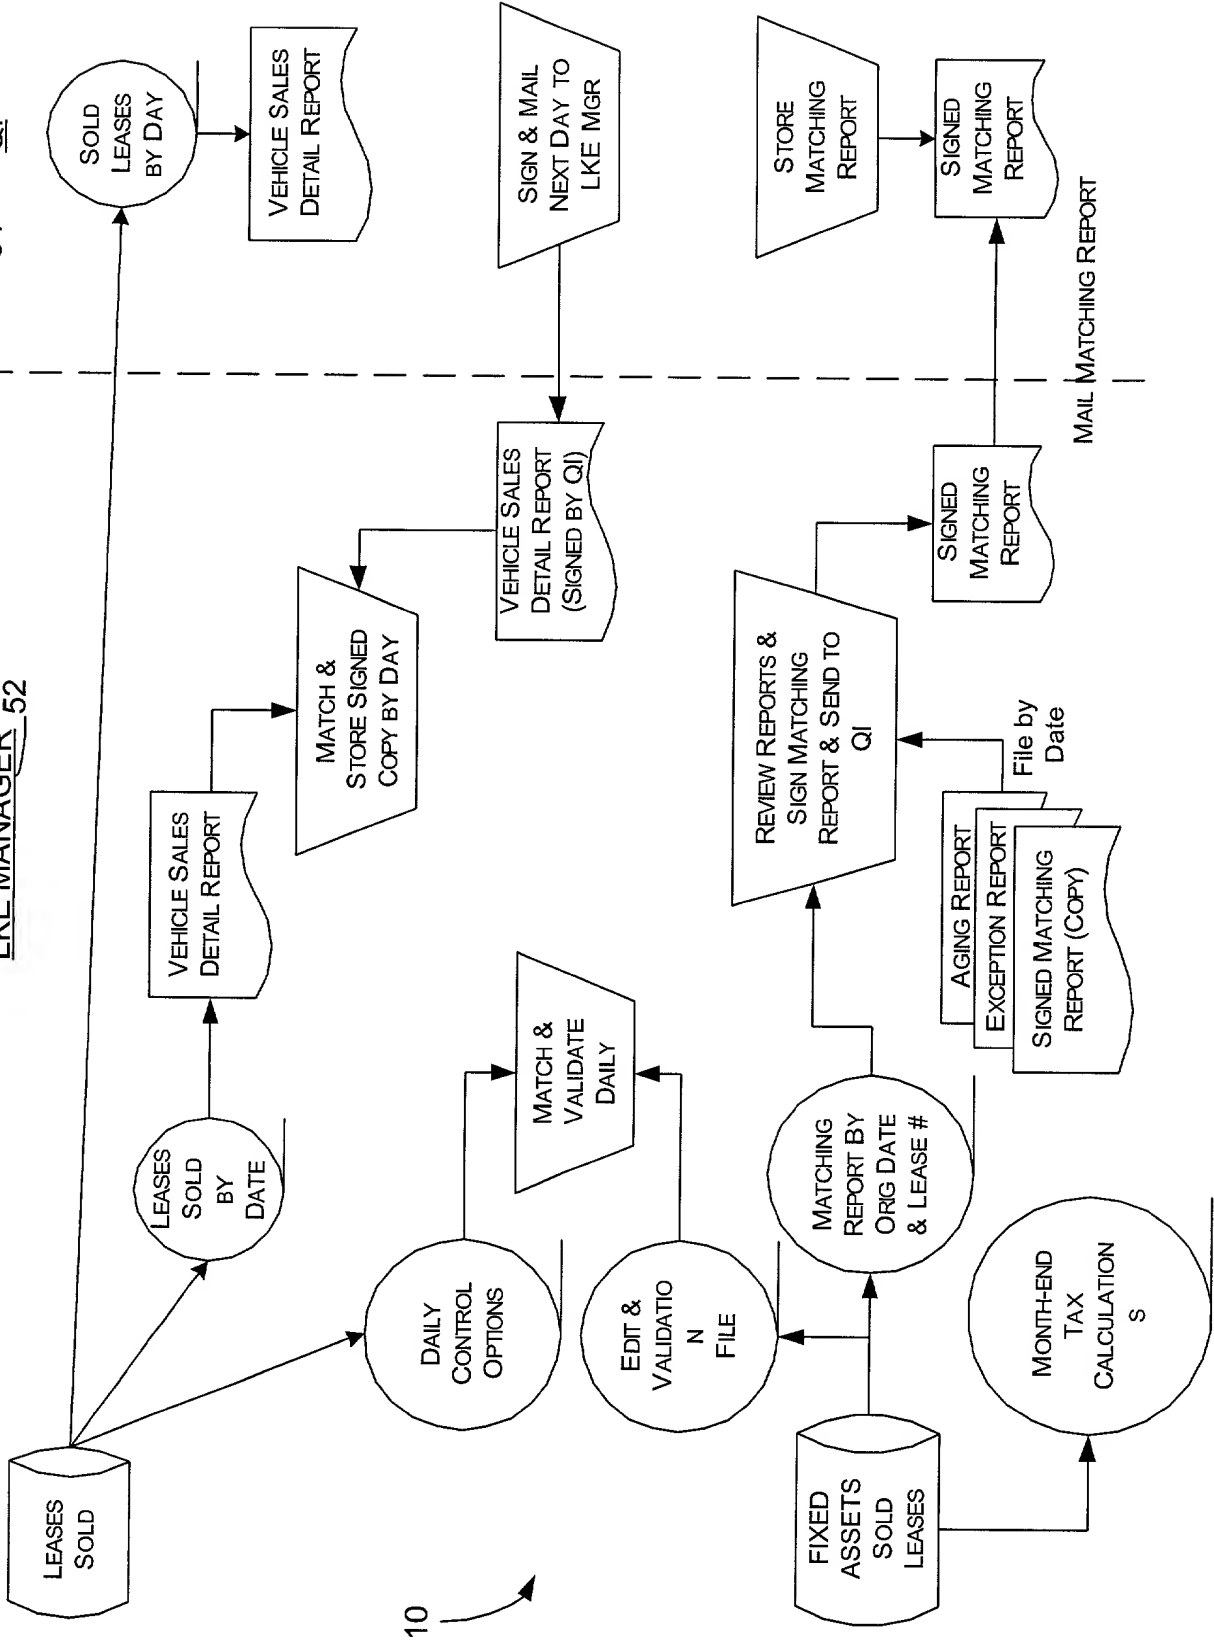 QI
LKE MANAGER 52
SOLD
LEASES
BY DAY
VEHICLE SALES
DETAIL REPORT
SIGN & MAIL
NEXT DAY TO
LKE MGR
STORE
MATCHING
REPORT
SIGNED
MATCHING
REPORT
MAIL MATCHING REPORT
VEHICLE SALES
DETAIL REPORT
(SIGNED BY QI)
SIGNED
MATCHING
REPORT
MATCH &
STORE SIGNED
COPY BY DAY
REVIEW REPORTS &
SIGN MATCHING
REPORT & SEND TO
QI
File by
Date
VEHICLE SALES
DETAIL REPORT
AGING REPORT
EXCEPTION REPORT
SIGNED MATCHING
REPORT (COPY)
MATCH &
VALIDATE
DAILY
LEASES
SOLD
BY
DATE
MATCHING
REPORT BY
ORIG DATE
& LEASE #
DAILY
CONTROL
OPTIONS
EDIT &
VALIDATIO
N
FILE
MONTH-END
TAX
CALCULATION
S
LEASES
SOLD
FIXED
ASSETS
SOLD
LEASES
10